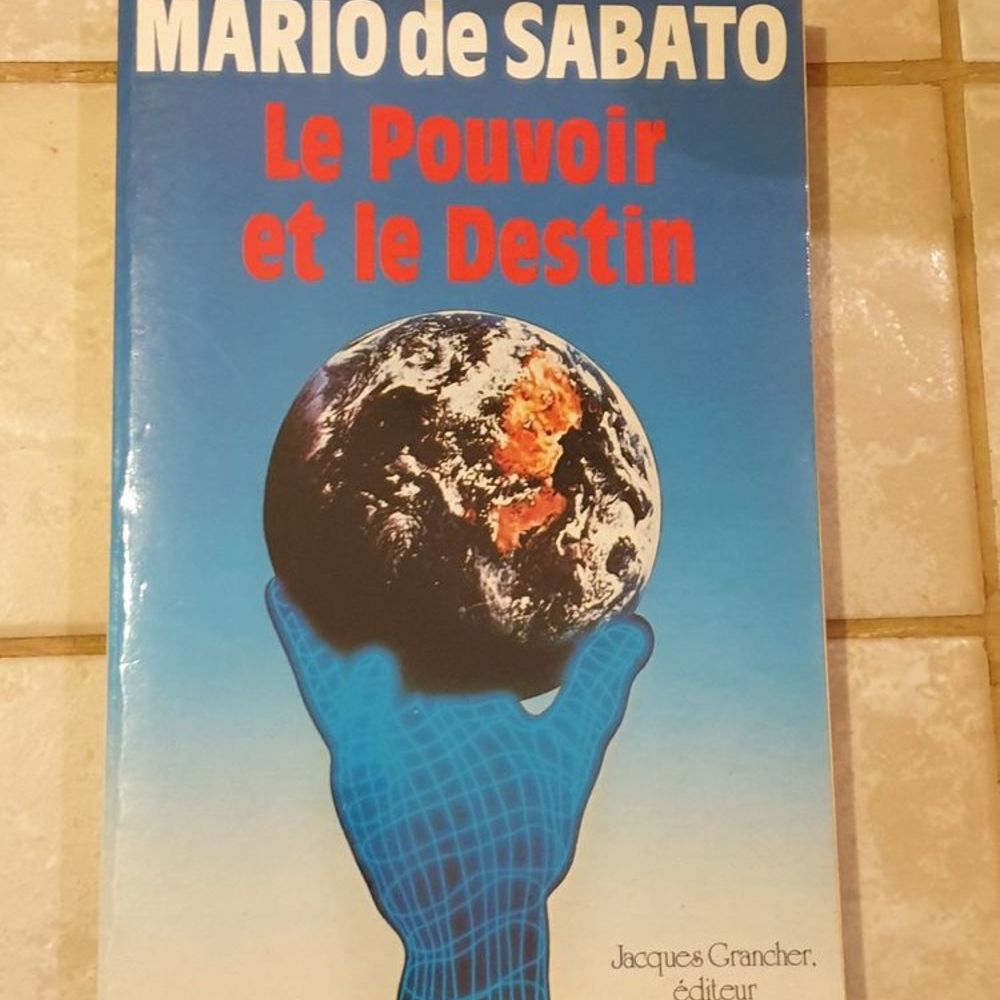 MARIO de SABATO
Le Pouvoir
et le Destin
Jacques Grancher,
éditeur